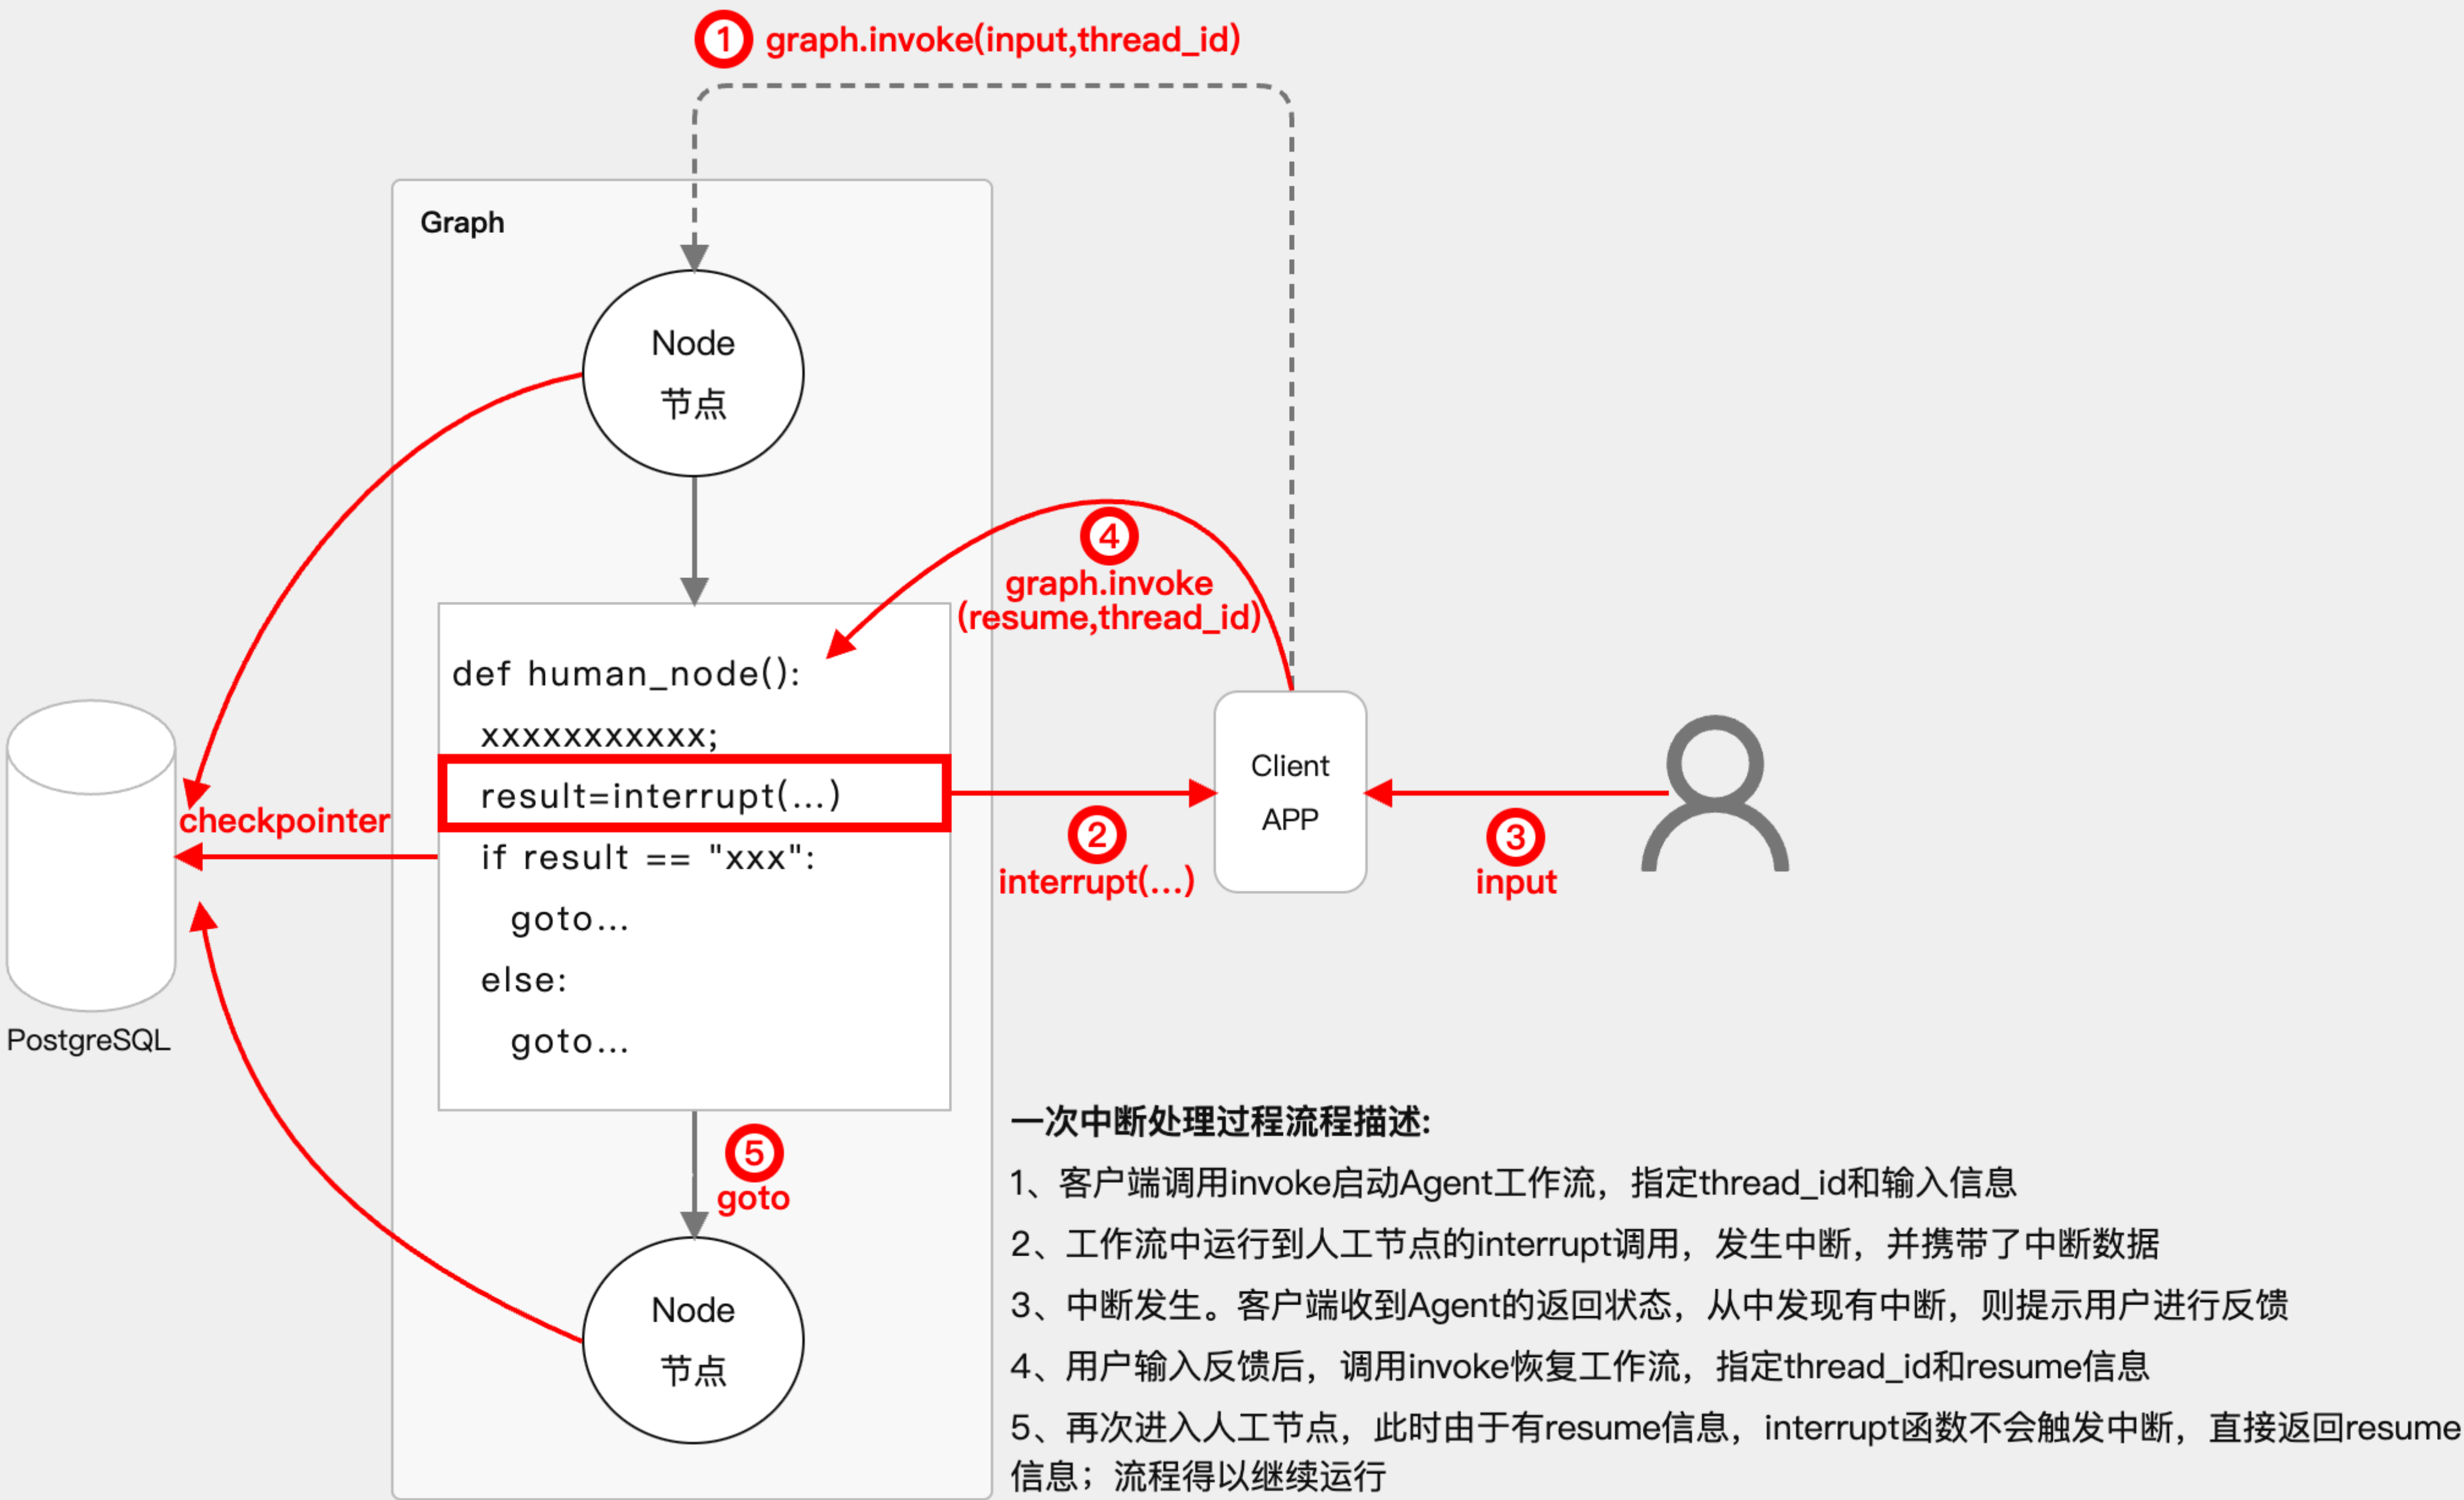 ① graph.invoke(input,thread_id)
Graph
Node
节点
④
graph.invoke
(resume,thread_id)
def human_node():
xxxxxxxxxxx;
result=interrupt(...)
if result == "xxx":
goto...
else:
goto...
checkpointer
PostgreSQL
②
interrupt(...)
Client
APP
③
input
⑤
goto
Node
节点
一次中断处理过程流程描述:
1、客户端调用invoke启动Agent工作流，指定thread_id和输入信息
2、工作流中运行到人工节点的interrupt调用，发生中断，并携带了中断数据
3、中断发生。客户端收到Agent的返回状态，从中发现有中断，则提示用户进行反馈
4、用户输入反馈后，调用invoke恢复工作流，指定thread_id和resume信息
5、再次进入人工节点，此时由于有resume信息，interrupt函数不会触发中断，直接返回resume
信息；流程得以继续运行